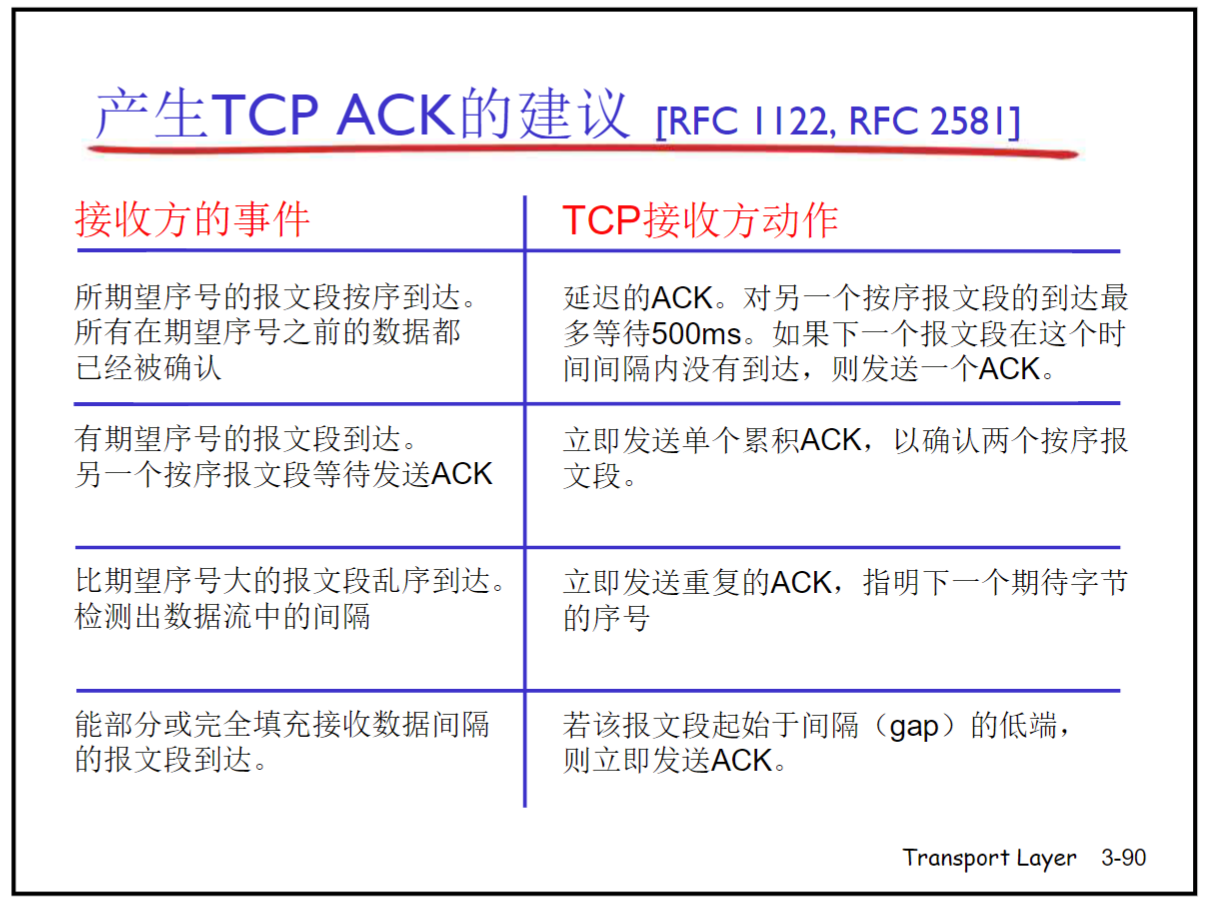 产生TCP ACK的建议 [RFC 1122, RFC 2581]
接收方的事件
TCP接收方动作
所期望序号的报文段按序到达。
所有在期望序号之前的数据都
已经被确认
延迟的ACK。对另一个按序报文段的到达最
多等待500ms。如果下一个报文段在这个时
间间隔内没有到达，则发送一个ACK。
有期望序号的报文段到达。
另一个按序报文段等待发送ACK
立即发送单个累积ACK，以确认两个按序报
文段。
比期望序号大的报文段乱序到达。
检测出数据流中的间隔
立即发送重复的ACK，指明下一个期待字节
的序号
能部分或完全填充接收数据间隔
的报文段到达。
若该报文段起始于间隔（gap）的低端，
则立即发送ACK。
Transport Layer 3-90